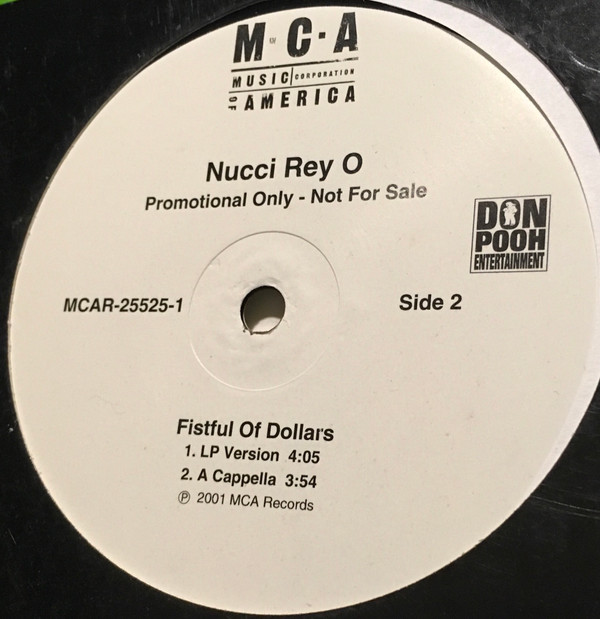 M·C·A
MUSIC CORPORATION
OF AMERICA
Nucci Rey O
Promotional Only - Not For Sale
DON
POOH
ENTERTAINMENT
MCAR-25525-1
Side 2
Fistful Of Dollars
1. LP Version 4:05
2. A Cappella 3:54
℗ 2001 MCA Records